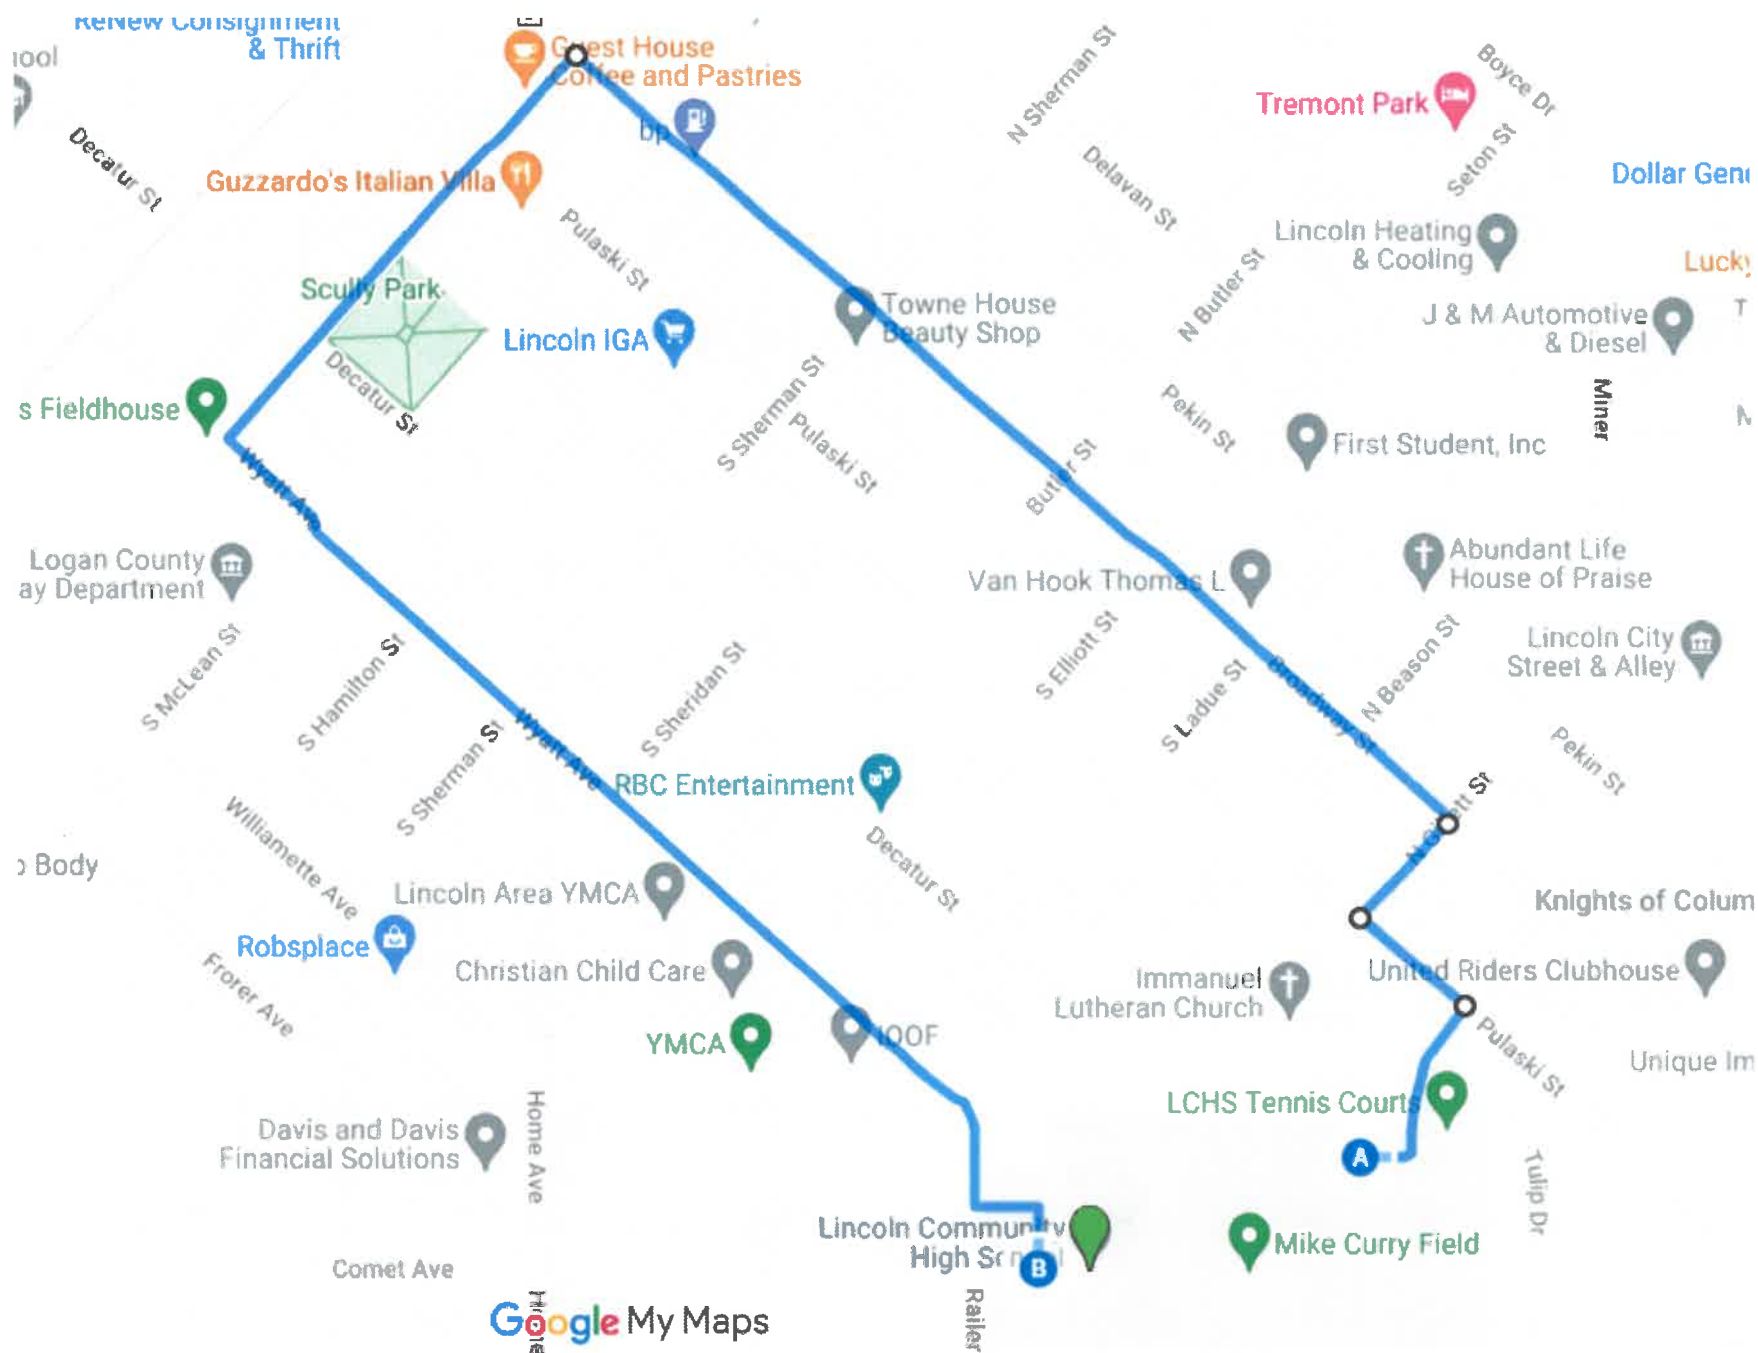 ReNew Consignment
& Thrift
Guest House
Coffee and Pastries
N Sherman St
Boyce Dr
Tremont Park
bp
Decatur St
Delavan St
Seton St
Dollar Gen
Guzzardo's Italian Villa
Pulaski St
Lincoln Heating
& Cooling
N Butler St
Lucky
Scully Park
Towne House
Beauty Shop
J & M Automotive
& Diesel
T
Lincoln IGA
Decatur St
S Sherman St
Pekin St
Miner
M
s Fieldhouse
Pulaski St
First Student, Inc
Wyatt Ave
Butler St
Logan County
ay Department
Van Hook Thomas L
Abundant Life
House of Praise
S McLean St
S Hamilton St
S Sheridan St
S Elliott St
S Ladue St
Broadway St
N Beason St
Lincoln City
Street & Alley
S Sherman St
Wyatt Ave
RBC Entertainment
Pekin St
Williamette Ave
Decatur St
St
o Body
Lincoln Area YMCA
Knights of Colum
Robsplace
Frorer Ave
Christian Child Care
Immanuel
Lutheran Church
United Riders Clubhouse
YMCA
IOOF
Pulaski St
Unique Im
Davis and Davis
Financial Solutions
Home Ave
LCHS Tennis Courts
A
Tulip Dr
Lincoln Community
High
B
Mike Curry Field
Comet Ave
Railer
Google My Maps